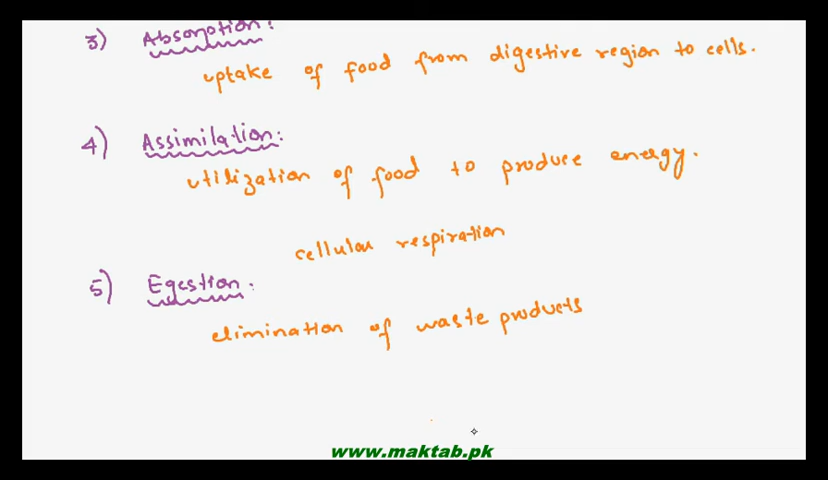 3) Absorption:
uptake of food from digestive region to cells.
4) Assimilation:
utilization of food to produce energy.
cellular respiration
5) Egestion:
elimination of waste products
www.maktab.pk